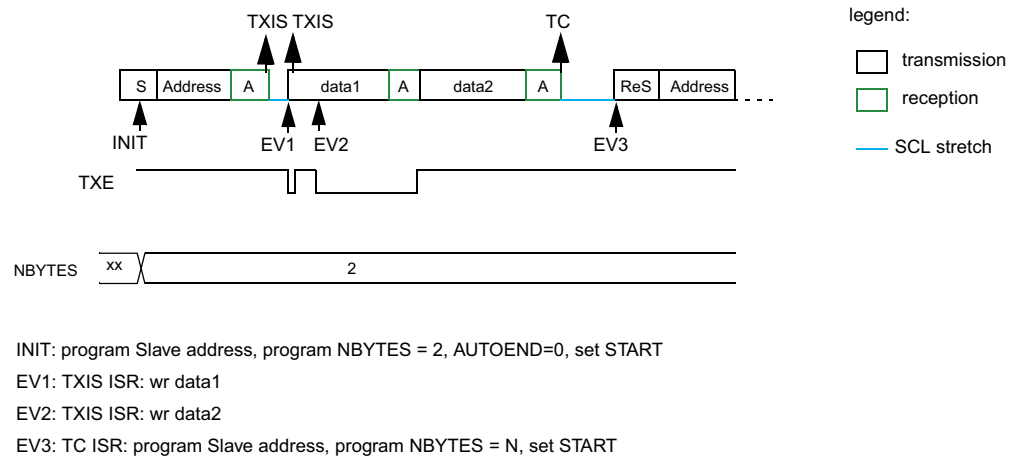 legend:
TXIS TXIS TC
transmission
S Address A data1 A data2 A ReS Address
reception
INIT EV1 EV2 EV3
SCL stretch
TXE
NBYTES xx 2
INIT: program Slave address, program NBYTES = 2, AUTOEND=0, set START
EV1: TXIS ISR: wr data1
EV2: TXIS ISR: wr data2
EV3: TC ISR: program Slave address, program NBYTES = N, set START